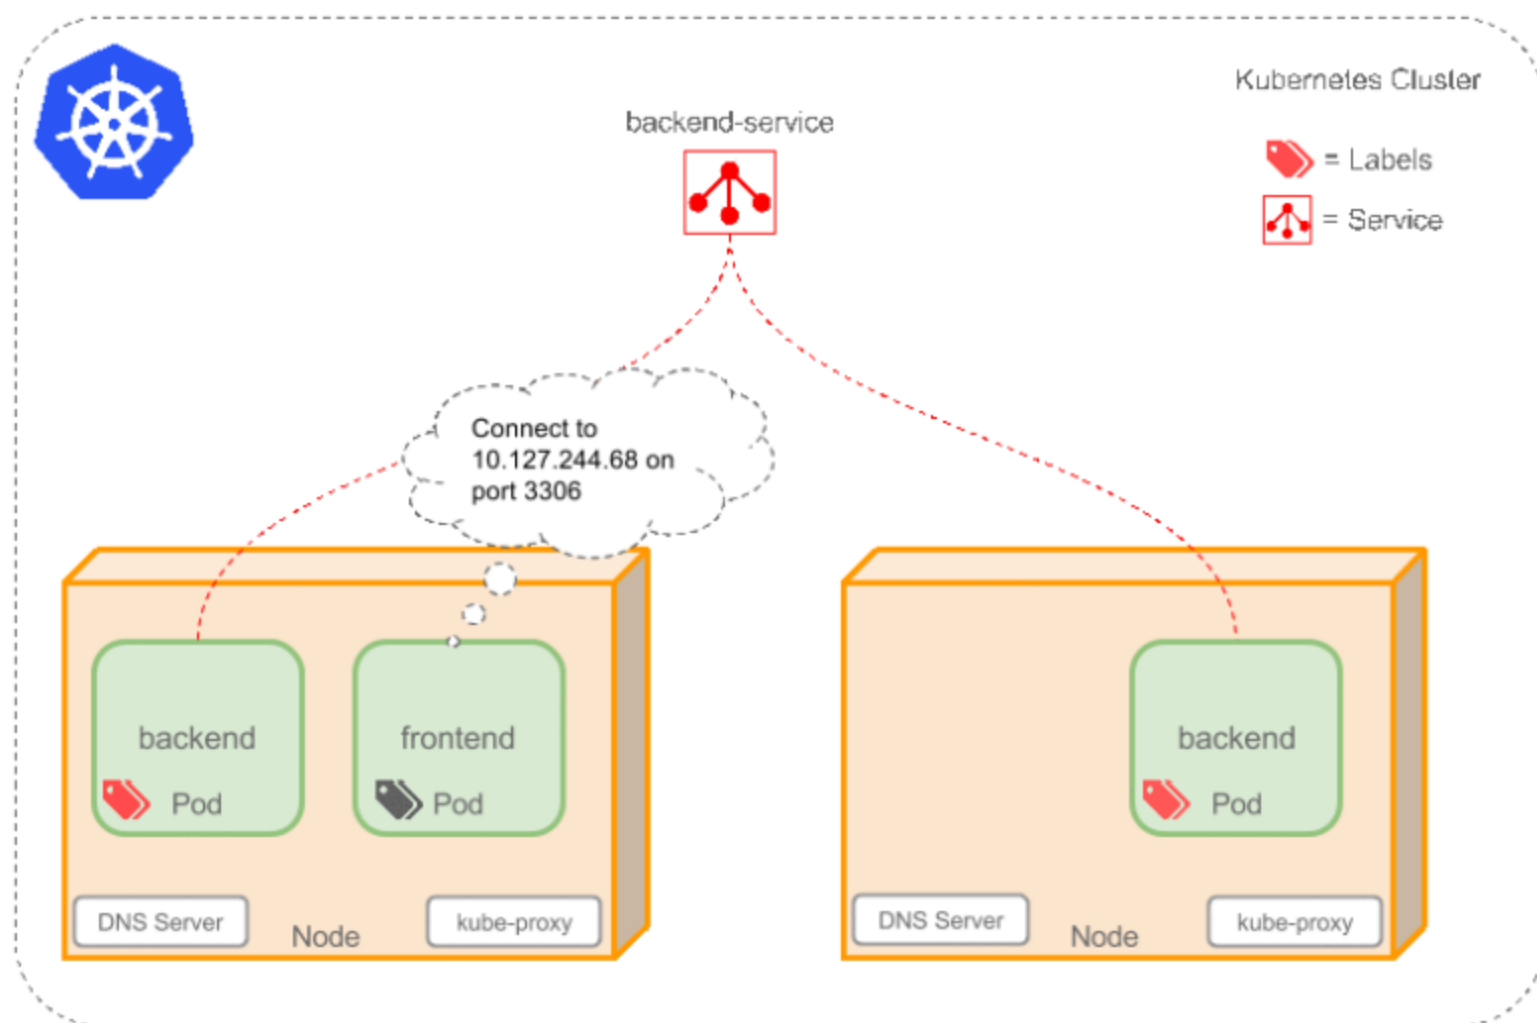 Kubernetes Cluster
= Labels
= Service
backend-service
Connect to
10.127.244.68 on
port 3306
backend
Pod
frontend
Pod
DNS Server
Node
kube-proxy
backend
Pod
DNS Server
Node
kube-proxy